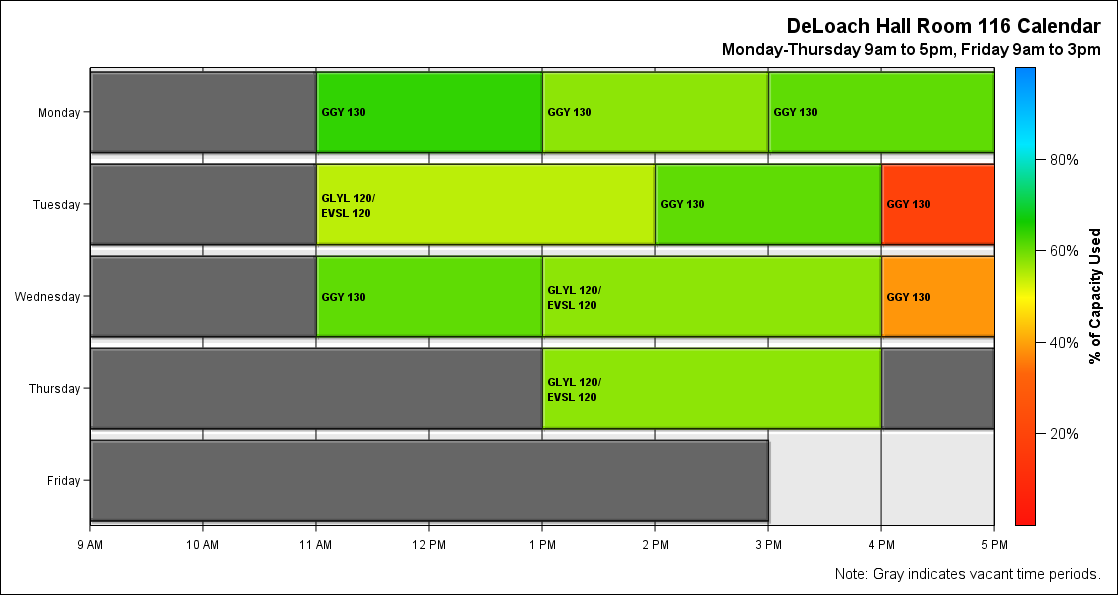 DeLoach Hall Room 116 Calendar
Monday-Thursday 9am to 5pm, Friday 9am to 3pm
Monday
GGY 130
GGY 130
GGY 130
Tuesday
GLYL 120/
EVSL 120
GGY 130
GGY 130
Wednesday
GGY 130
GLYL 120/
EVSL 120
GGY 130
Thursday
GLYL 120/
EVSL 120
Friday
9 AM
10 AM
11 AM
12 PM
1 PM
2 PM
3 PM
4 PM
5 PM
80%
60%
40%
20%
% of Capacity Used
Note: Gray indicates vacant time periods.